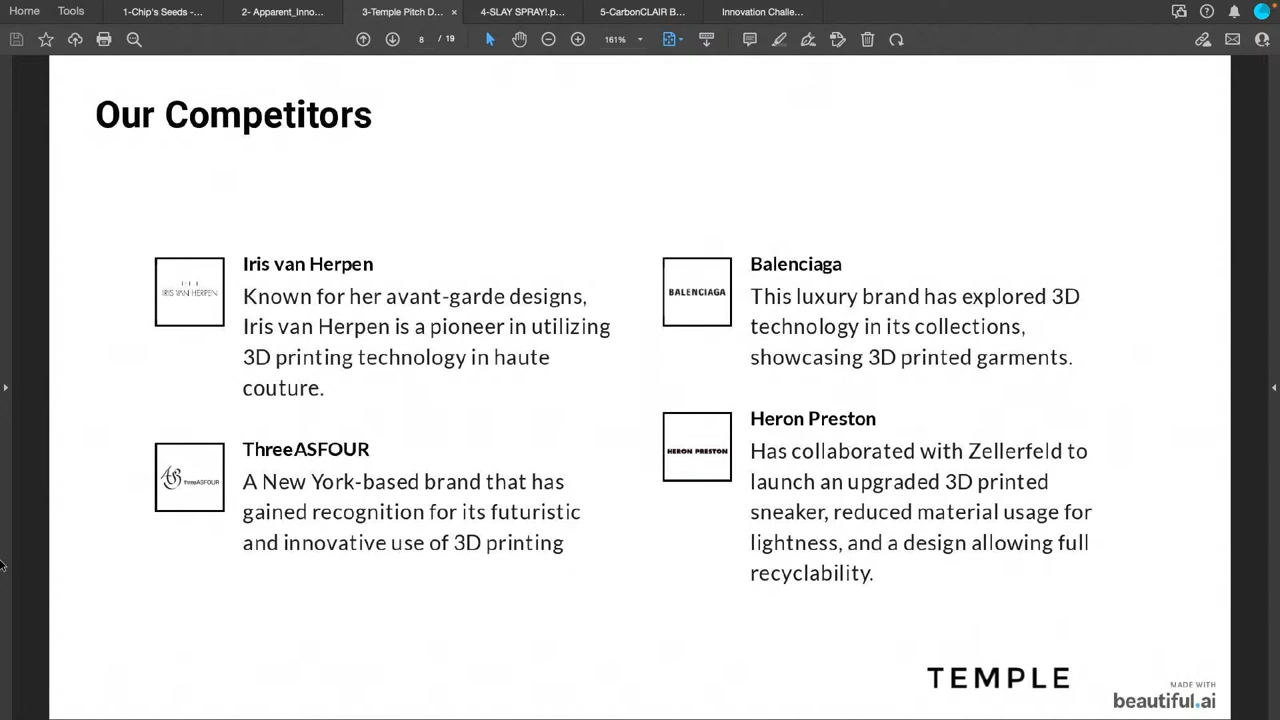 Home Tools 1-Chip's Seeds -... 2- Apparent_Inno... 3-Temple Pitch D... × 4-SLAY SPRAY!.p... 5-CarbonCLAIR B... Innovation Challe...
8 / 19 161%
Our Competitors
IRIS VAN HERPEN
Iris van Herpen
Known for her avant-garde designs,
Iris van Herpen is a pioneer in utilizing
3D printing technology in haute
couture.
threeASFOUR
ThreeASFOUR
A New York-based brand that has
gained recognition for its futuristic
and innovative use of 3D printing
BALENCIAGA
Balenciaga
This luxury brand has explored 3D
technology in its collections,
showcasing 3D printed garments.
HERON PRESTON
Heron Preston
Has collaborated with Zellerfeld to
launch an upgraded 3D printed
sneaker, reduced material usage for
lightness, and a design allowing full
recyclability.
TEMPLE
MADE WITH
beautiful.ai